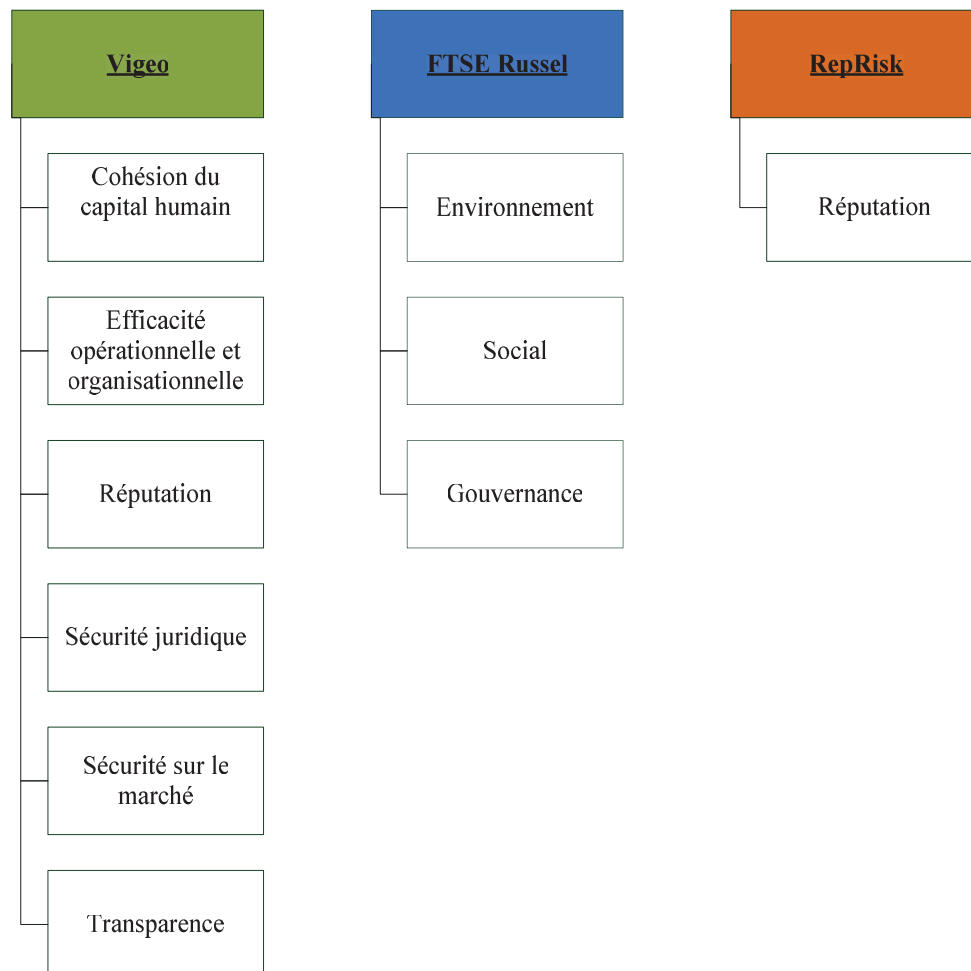 Vigeo
Cohésion du
capital humain
Efficacité
opérationnelle et
organisationnelle
Réputation
Sécurité juridique
Sécurité sur le
marché
Transparence
FTSE Russel
Environnement
Social
Gouvernance
RepRisk
Réputation